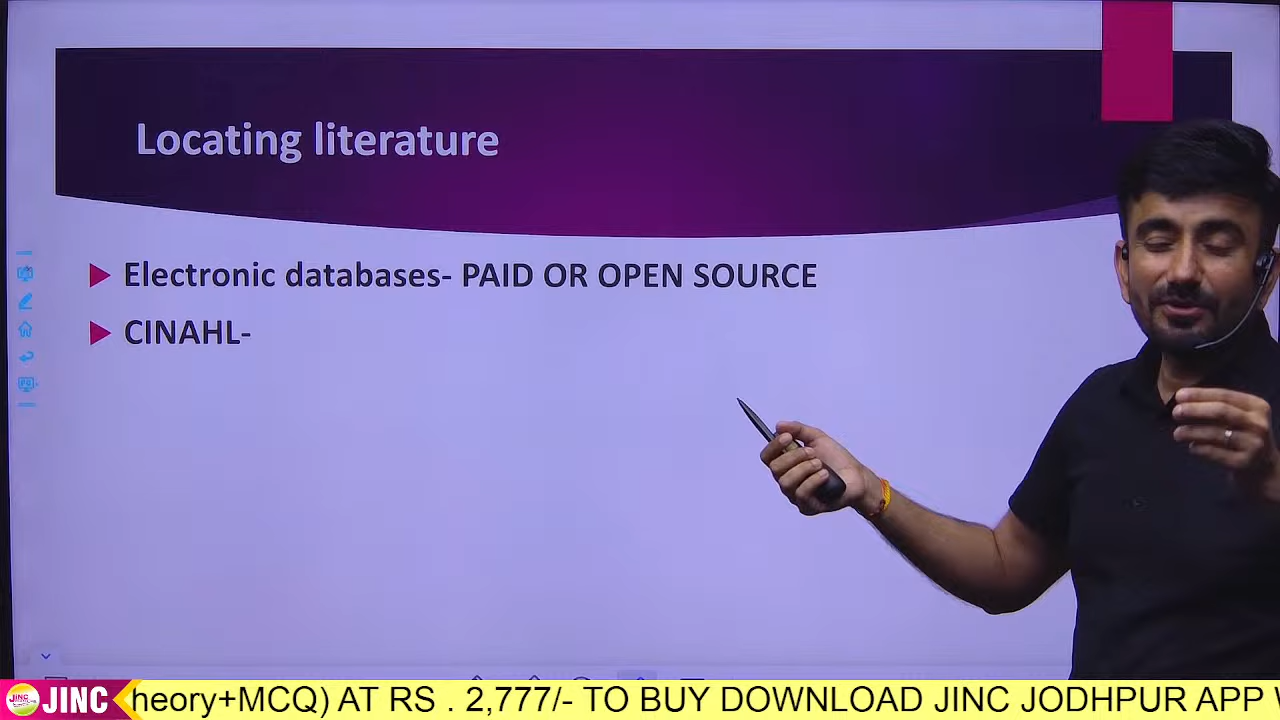 Locating literature
Electronic databases- PAID OR OPEN SOURCE
CINAHL-
JINC heory+MCQ) AT RS . 2,777/- TO BUY DOWNLOAD JINC JODHPUR APP